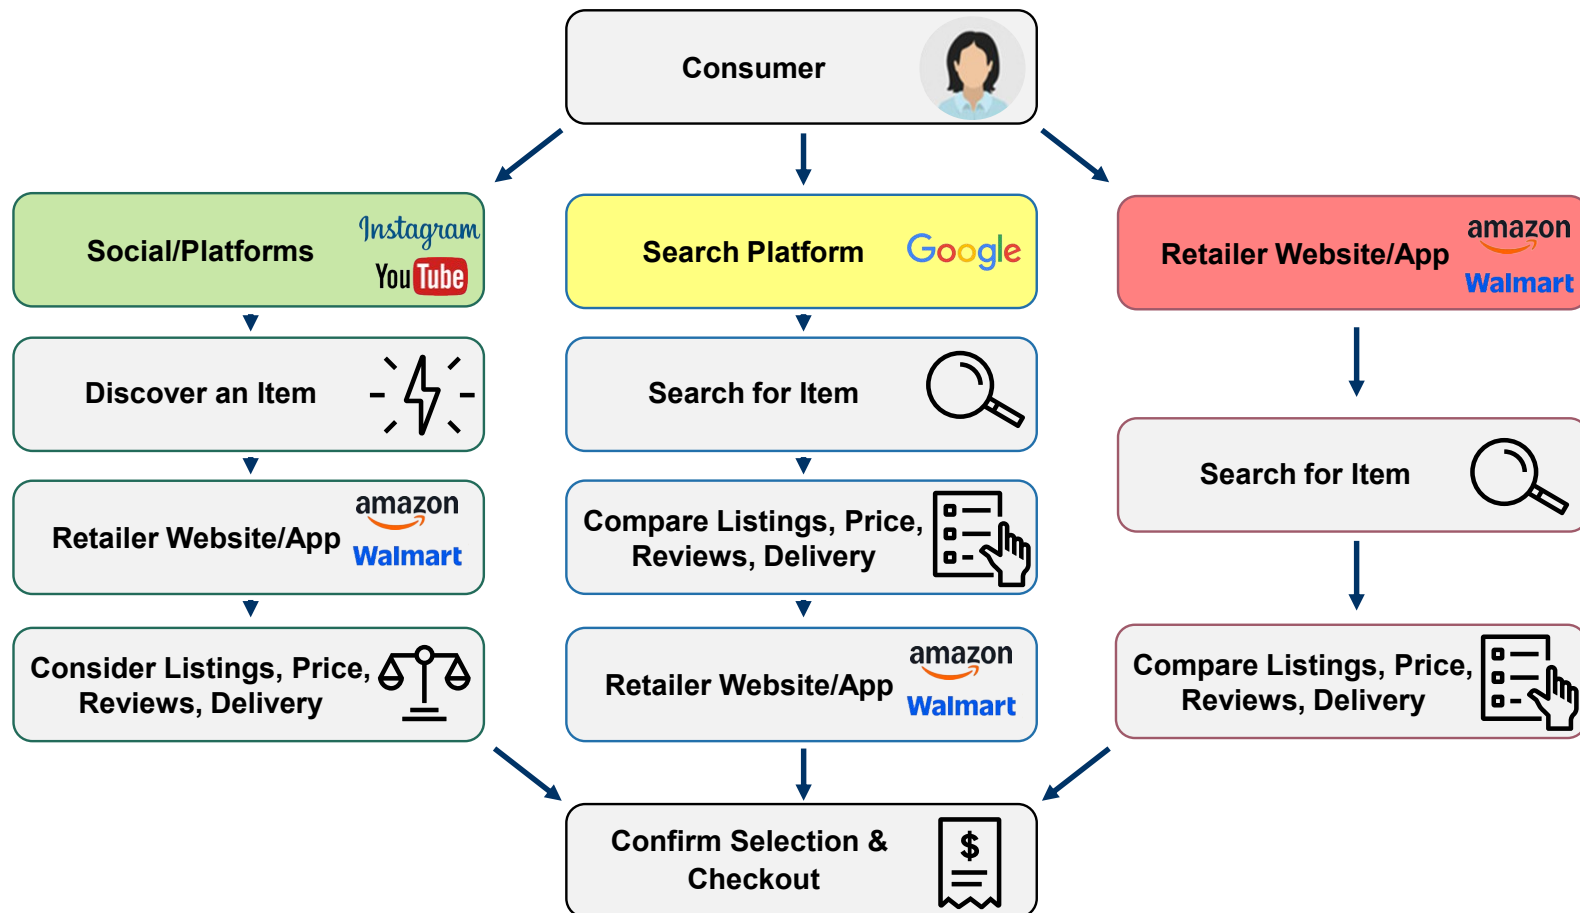 Consumer
Social/Platforms
Instagram
YouTube
Search Platform
Google
Retailer Website/App
amazon
Walmart
Discover an Item
Search for Item
Retailer Website/App
amazon
Walmart
Compare Listings, Price,
Reviews, Delivery
Search for Item
Consider Listings, Price,
Reviews, Delivery
Retailer Website/App
amazon
Walmart
Compare Listings, Price,
Reviews, Delivery
Confirm Selection &
Checkout
$